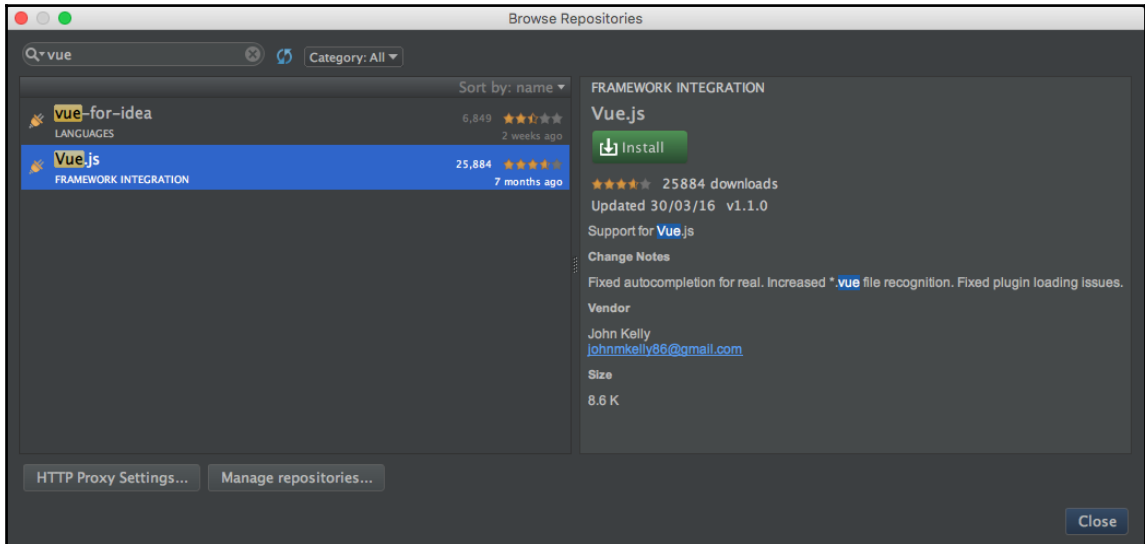 Browse Repositories
vue
Category: All
Sort by: name
vue-for-idea
6,849
LANGUAGES
2 weeks ago
Vue.js
25,884
FRAMEWORK INTEGRATION
7 months ago
FRAMEWORK INTEGRATION
Vue.js
Install
25884 downloads
Updated 30/03/16 v1.1.0
Support for Vue.js
Change Notes
Fixed autocompletion for real. Increased *.vue file recognition. Fixed plugin loading issues.
Vendor
John Kelly
johnmkelly86@gmail.com
Size
8.6 K
HTTP Proxy Settings...
Manage repositories...
Close